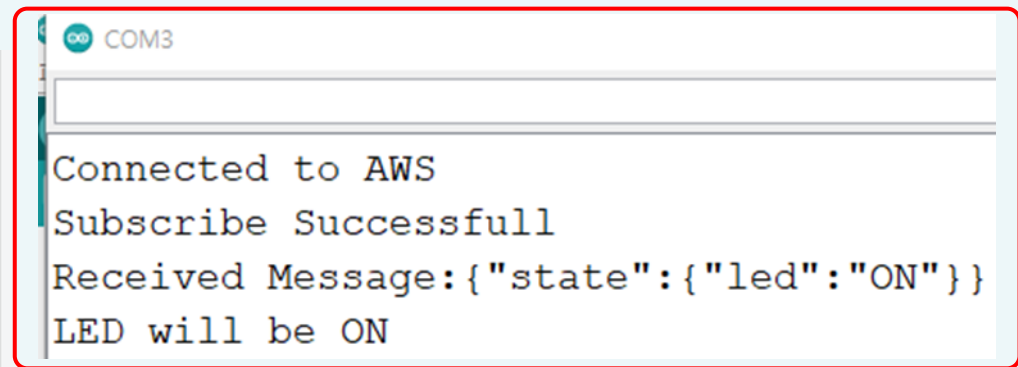 COM3
Connected to AWS
Subscribe Successfull
Received Message:{"state":{"led":"ON"}}
LED will be ON